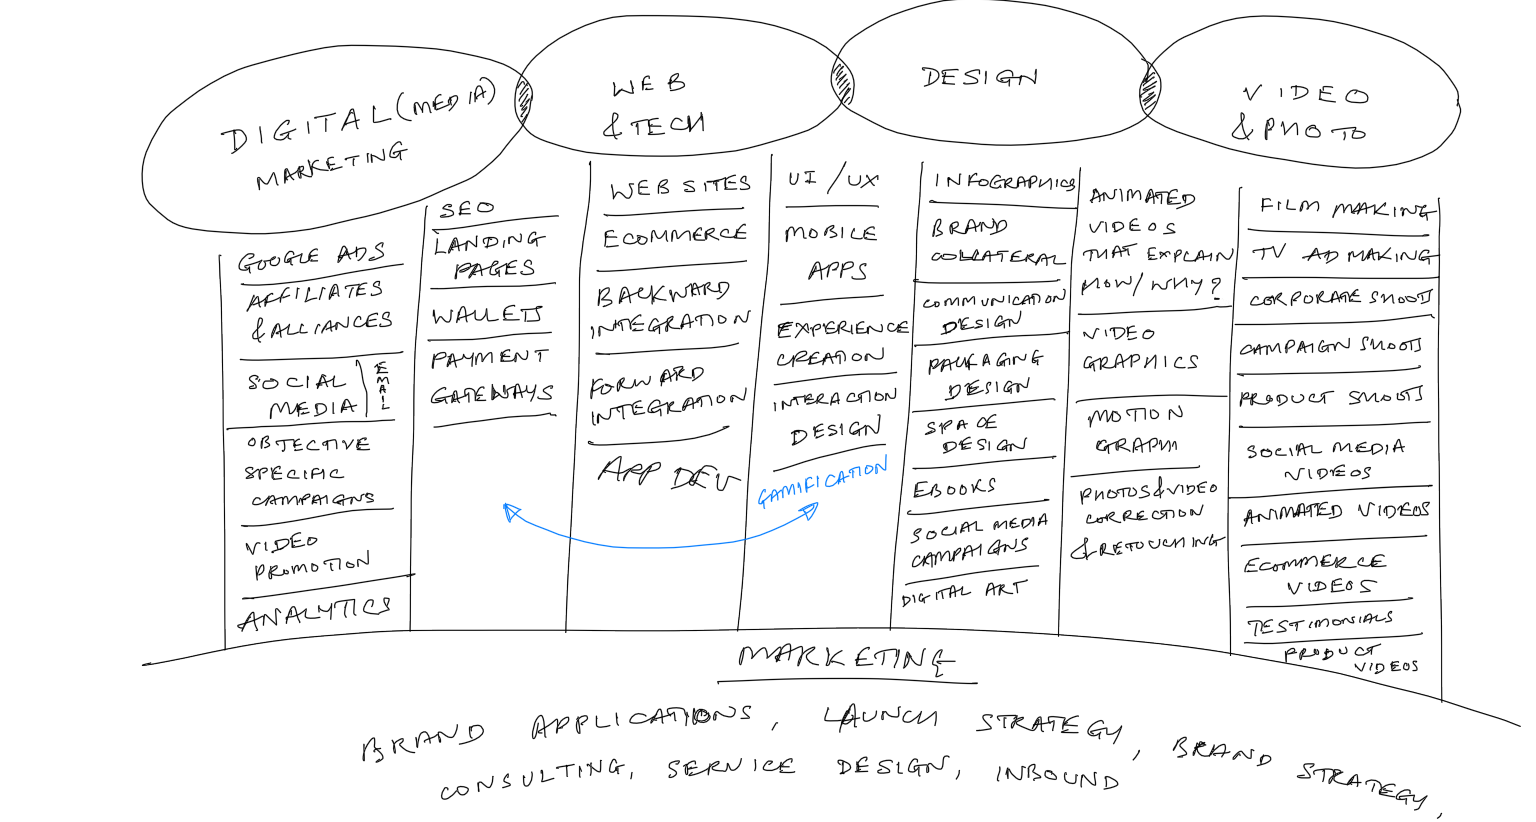 DIGITAL (MEDIA)
MARKETING
WEB
& TECH
DESIGN
VIDEO
& PHOTO
GOOGLE ADS
AFFILIATES
& ALLIANCES
SOCIAL
MEDIA
EMAIL
OBJECTIVE
SPECIFIC
CAMPAIGNS
VIDEO
PROMOTION
ANALYTICS
SEO
LANDING
PAGES
WALLETS
PAYMENT
GATEWAYS
WEB SITES
ECOMMERCE
BACKWARD
INTEGRATION
FORWARD
INTEGRATION
APP DEV
UI / UX
MOBILE
APPS
EXPERIENCE
CREATION
INTERACTION
DESIGN
GAMIFICATION
INFOGRAPHICS
BRAND
COLLATERAL
COMMUNICATION
DESIGN
PACKAGING
DESIGN
SPACE
DESIGN
EBOOKS
SOCIAL MEDIA
CAMPAIGNS
DIGITAL ART
ANIMATED
VIDEOS
THAT EXPLAIN
HOW/WHY?
VIDEO
GRAPHICS
MOTION
GRAPH
PHOTOS & VIDEO
CORRECTION
& RETOUCHING
FILM MAKING
TV AD MAKING
CORPORATE SHOOTS
CAMPAIGN SHOOTS
PRODUCT SHOOTS
SOCIAL MEDIA
VIDEOS
ANIMATED VIDEOS
ECOMMERCE
VIDEOS
TESTIMONIALS
PRODUCT
VIDEOS
MARKETING
BRAND APPLICATIONS, LAUNCH STRATEGY, BRAND STRATEGY,
CONSULTING, SERVICE DESIGN, INBOUND